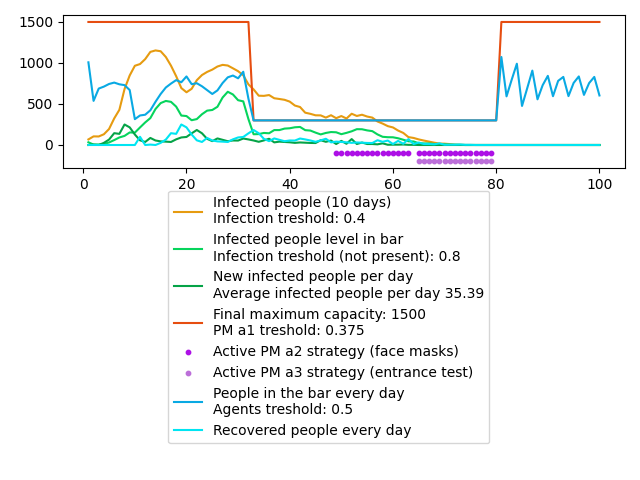 1500
1000
500
0
0 20 40 60 80 100
Infected people (10 days)
Infection treshold: 0.4
Infected people level in bar
Infection treshold (not present): 0.8
New infected people per day
Average infected people per day 35.39
Final maximum capacity: 1500
PM a1 treshold: 0.375
Active PM a2 strategy (face masks)
Active PM a3 strategy (entrance test)
People in the bar every day
Agents treshold: 0.5
Recovered people every day